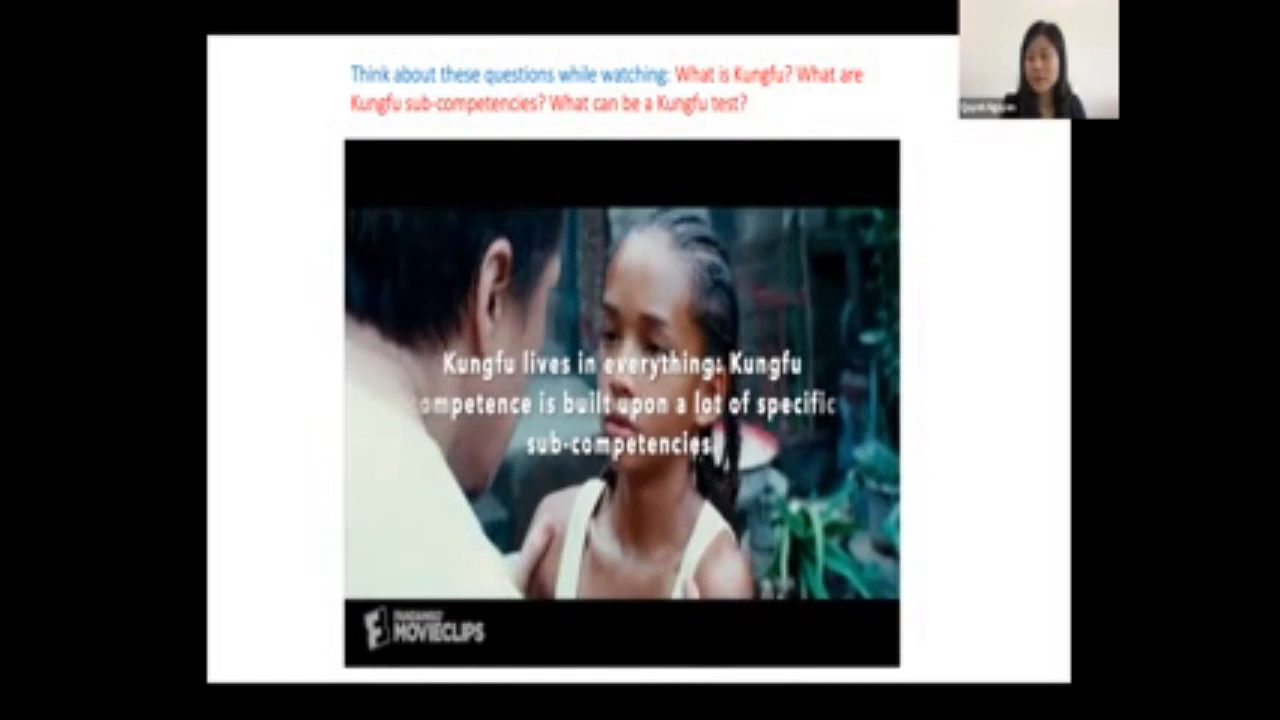 Think about these questions while watching: What is Kungfu? What are
Kungfu sub-competencies? What can be a Kungfu test?
Kungfu lives in everything: Kungfu
competence is built upon a lot of specific
sub-competencies.
FANDANGO
MOVIECLIPS